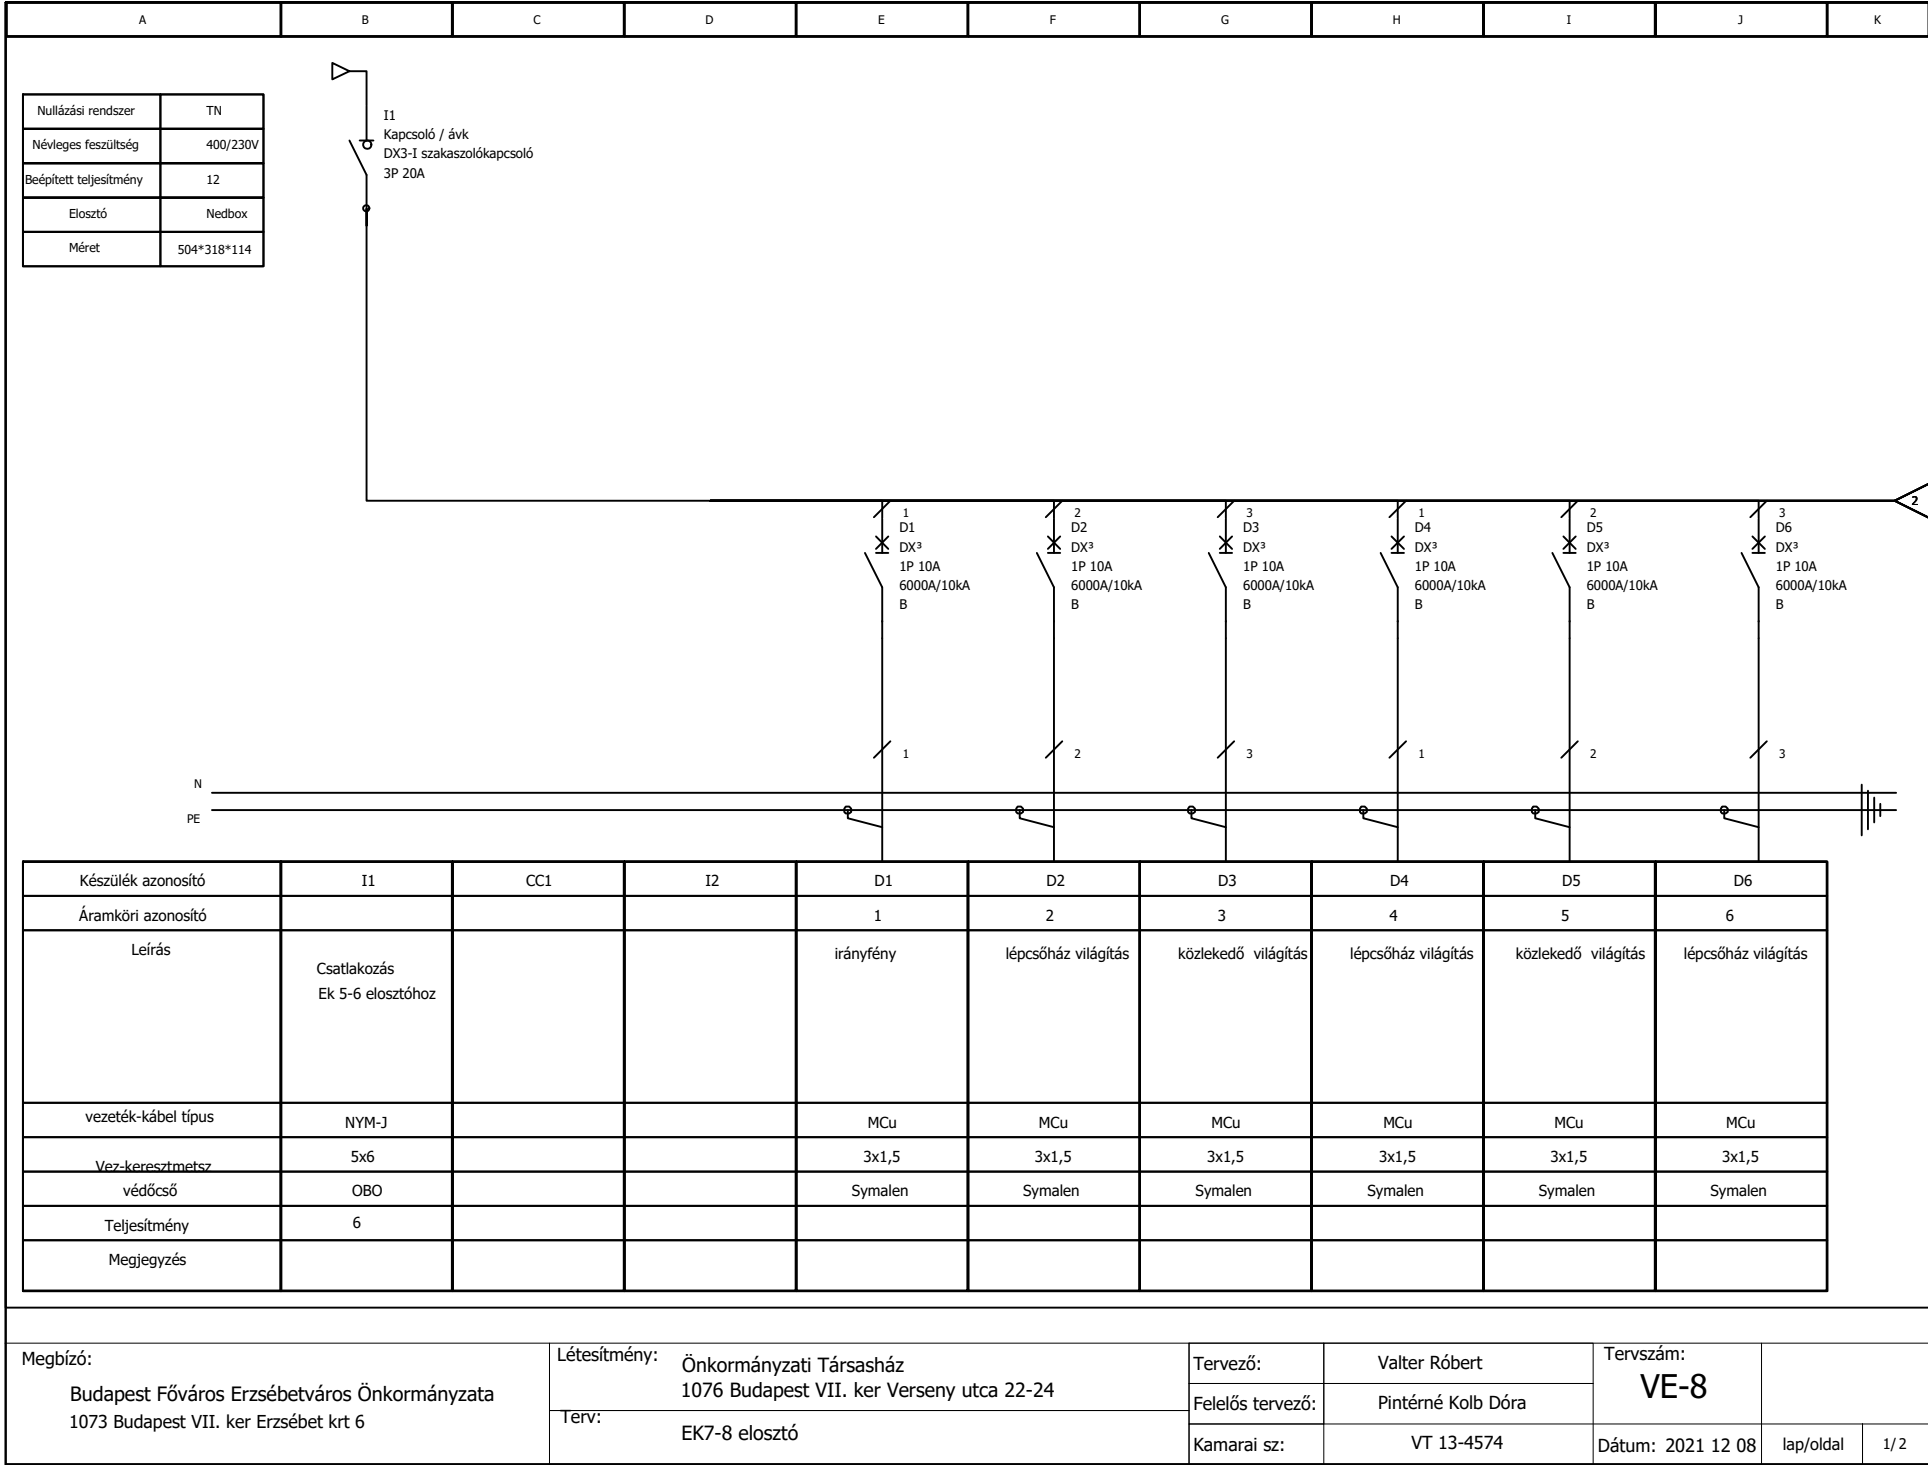 A B C D E F G H I J K
Nullázási rendszer TN
Névleges feszültség 400/230V
Beépített teljesítmény 12
Elosztó Nedbox
Méret 504*318*114
I1
Kapcsoló / ávk
DX3-I szakaszolókapcsoló
3P 20A
2
1 2 3 1 2 3
D1 D2 D3 D4 D5 D6
DX³ DX³ DX³ DX³ DX³ DX³
1P 10A 1P 10A 1P 10A 1P 10A 1P 10A 1P 10A
6000A/10kA 6000A/10kA 6000A/10kA 6000A/10kA 6000A/10kA 6000A/10kA
B B B B B B
1 2 3 1 2 3
N
PE
Készülék azonosító I1 CC1 I2 D1 D2 D3 D4 D5 D6
Áramköri azonosító 1 2 3 4 5 6
Leírás irányfény lépcsőház világítás közlekedő világítás lépcsőház világítás közlekedő világítás lépcsőház világítás
Csatlakozás
Ek 5-6 elosztóhoz
vezeték-kábel típus NYM-J MCu MCu MCu MCu MCu MCu
Vez-keresztmetsz 5x6 3x1,5 3x1,5 3x1,5 3x1,5 3x1,5 3x1,5
védőcső OBO Symalen Symalen Symalen Symalen Symalen Symalen
Teljesítmény 6
Megjegyzés
Megbízó:
Budapest Főváros Erzsébetváros Önkormányzata
1073 Budapest VII. ker Erzsébet krt 6
Létesítmény: Önkormányzati Társasház
1076 Budapest VII. ker Verseny utca 22-24
Terv: EK7-8 elosztó
Tervező: Valter Róbert
Felelős tervező: Pintérné Kolb Dóra
Kamarai sz: VT 13-4574
Tervszám:
VE-8
Dátum: 2021 12 08 lap/oldal 1/2